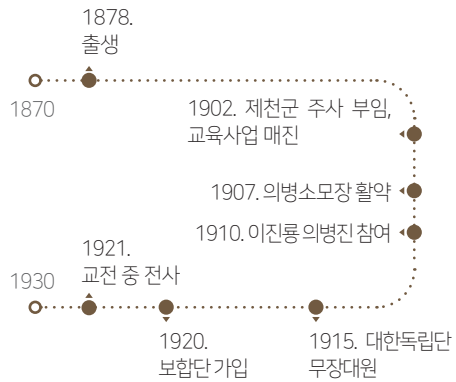 1878.
출생
1870
1902. 제천군 주사 부임,
교육사업 매진
1907. 의병소모장 활약
1910. 이진룡 의병진 참여
1915. 대한독립단
무장대원
1920.
보합단 가입
1921.
교전 중 전사
1930